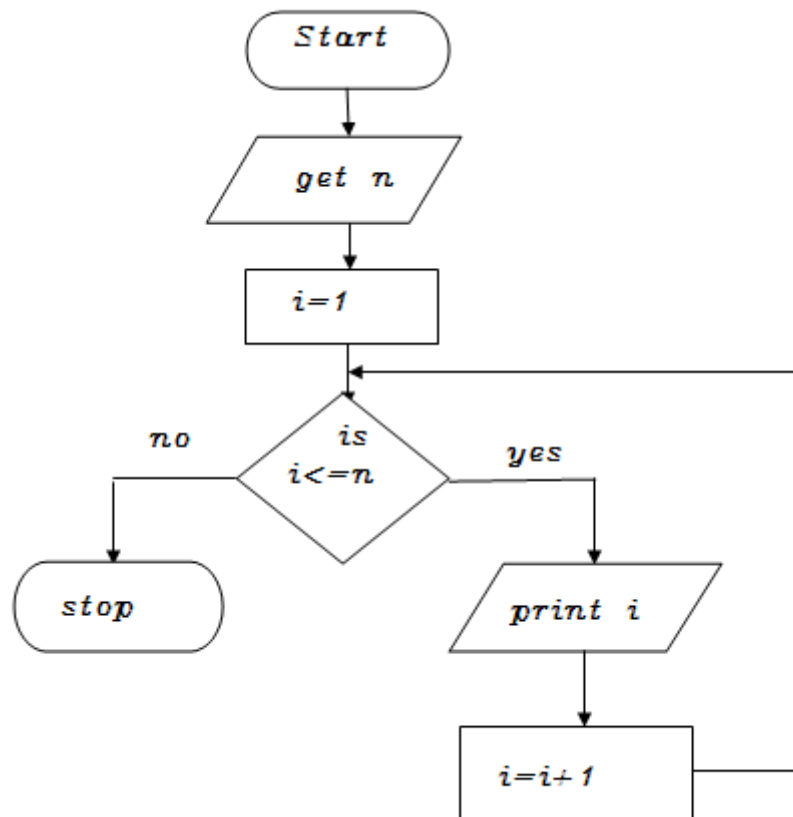 Start
get n
i=1
is
i<=n
no
yes
stop
print i
i=i+1